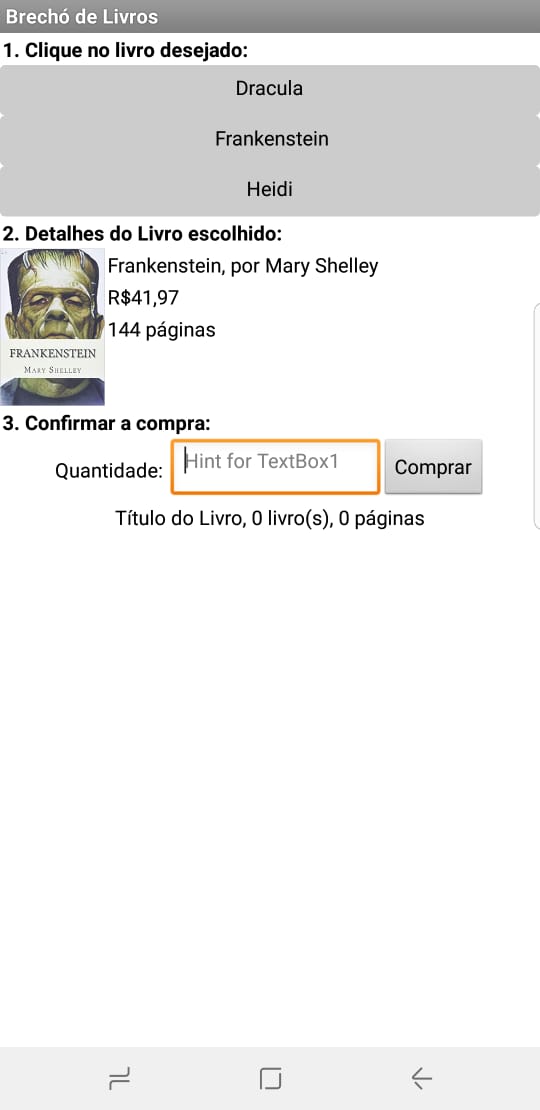 Brechó de Livros
1. Clique no livro desejado:
Dracula
Frankenstein
Heidi
2. Detalhes do Livro escolhido:
Frankenstein, por Mary Shelley
R$41,97
144 páginas
FRANKENSTEIN
MARY SHELLEY
3. Confirmar a compra:
Quantidade: Hint for TextBox1 Comprar
Título do Livro, 0 livro(s), 0 páginas